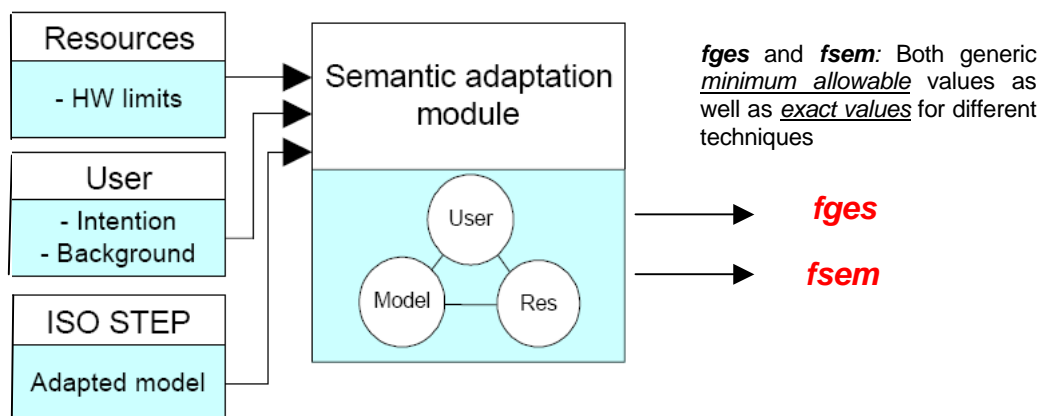 Resources
- HW limits
User
- Intention
- Background
ISO STEP
Adapted model
Semantic adaptation
module
User
Model
Res
fges and fsem: Both generic
minimum allowable values as
well as exact values for different
techniques
fges
fsem